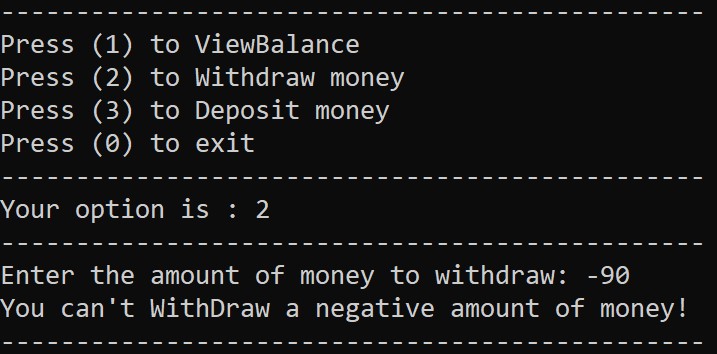 -----------------------------------------------
Press (1) to ViewBalance
Press (2) to Withdraw money
Press (3) to Deposit money
Press (0) to exit
-----------------------------------------------
Your option is : 2
-----------------------------------------------
Enter the amount of money to withdraw: -90
You can't WithDraw a negative amount of money!
-----------------------------------------------